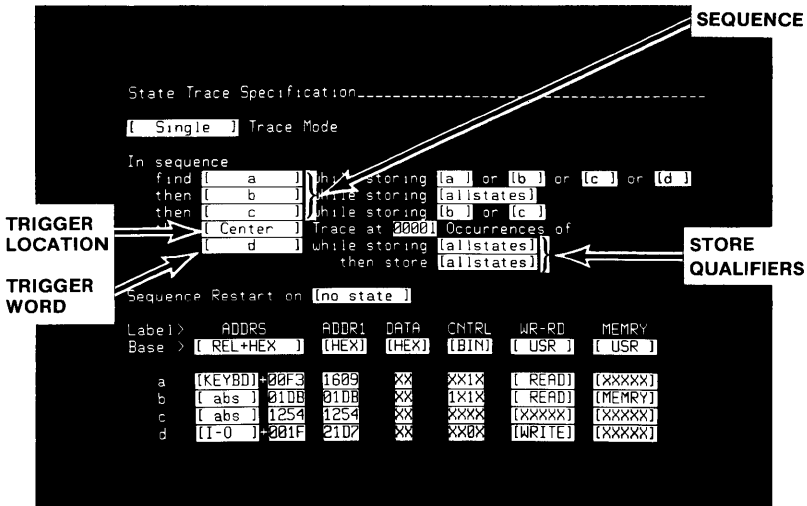 SEQUENCE
State Trace Specification
[ Single ] Trace Mode
In sequence
find [ a ] while storing [a ] or [b ] or [c ] or [d ]
then [ b ] while storing [allstates]
then [ c ] while storing [b ] or [c ]
[ Center ] Trace at 00001 Occurrences of
[ d ] while storing [allstates]
then store [allstates]
TRIGGER
LOCATION
TRIGGER
WORD
STORE
QUALIFIERS
Sequence Restart on [no state ]
Label> ADDRS ADDR1 DATA CNTRL WR-RD MEMRY
Base > [ REL+HEX ] [HEX] [HEX] [BIN] [ USR ] [ USR ]
a [KEYBD]+00F3 1609 XX XX1X [ READ] [XXXXX]
b [ abs ] 01DB 01DB XX 1X1X [ READ] [MEMRY]
c [ abs ] 1254 1254 XX XXXX [XXXXX] [XXXXX]
d [I-O ]+001F 21D7 XX XX0X [WRITE] [XXXXX]